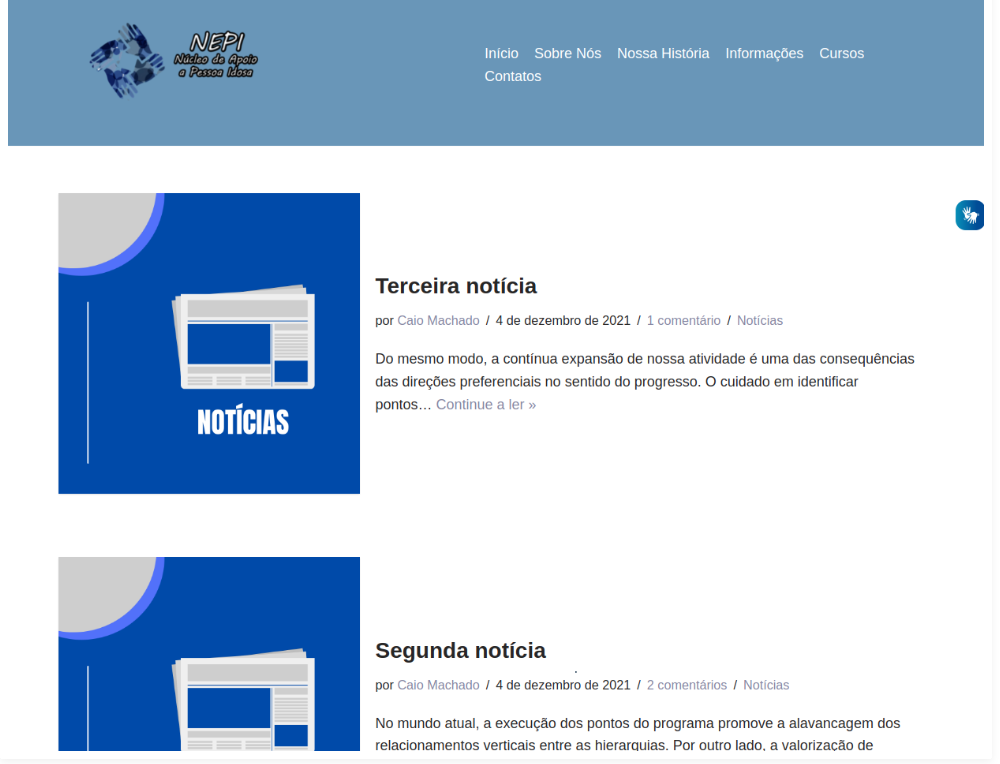 NEPI
Núcleo de Apoio
a Pessoa Idosa
Início Sobre Nós Nossa História Informações Cursos
Contatos
NOTÍCIAS
Terceira notícia
por Caio Machado / 4 de dezembro de 2021 / 1 comentário / Notícias
Do mesmo modo, a contínua expansão de nossa atividade é uma das consequências
das direções preferenciais no sentido do progresso. O cuidado em identificar
pontos… Continue a ler »
Segunda notícia
por Caio Machado / 4 de dezembro de 2021 / 2 comentários / Notícias
No mundo atual, a execução dos pontos do programa promove a alavancagem dos
relacionamentos verticais entre as hierarquias. Por outro lado, a valorização de